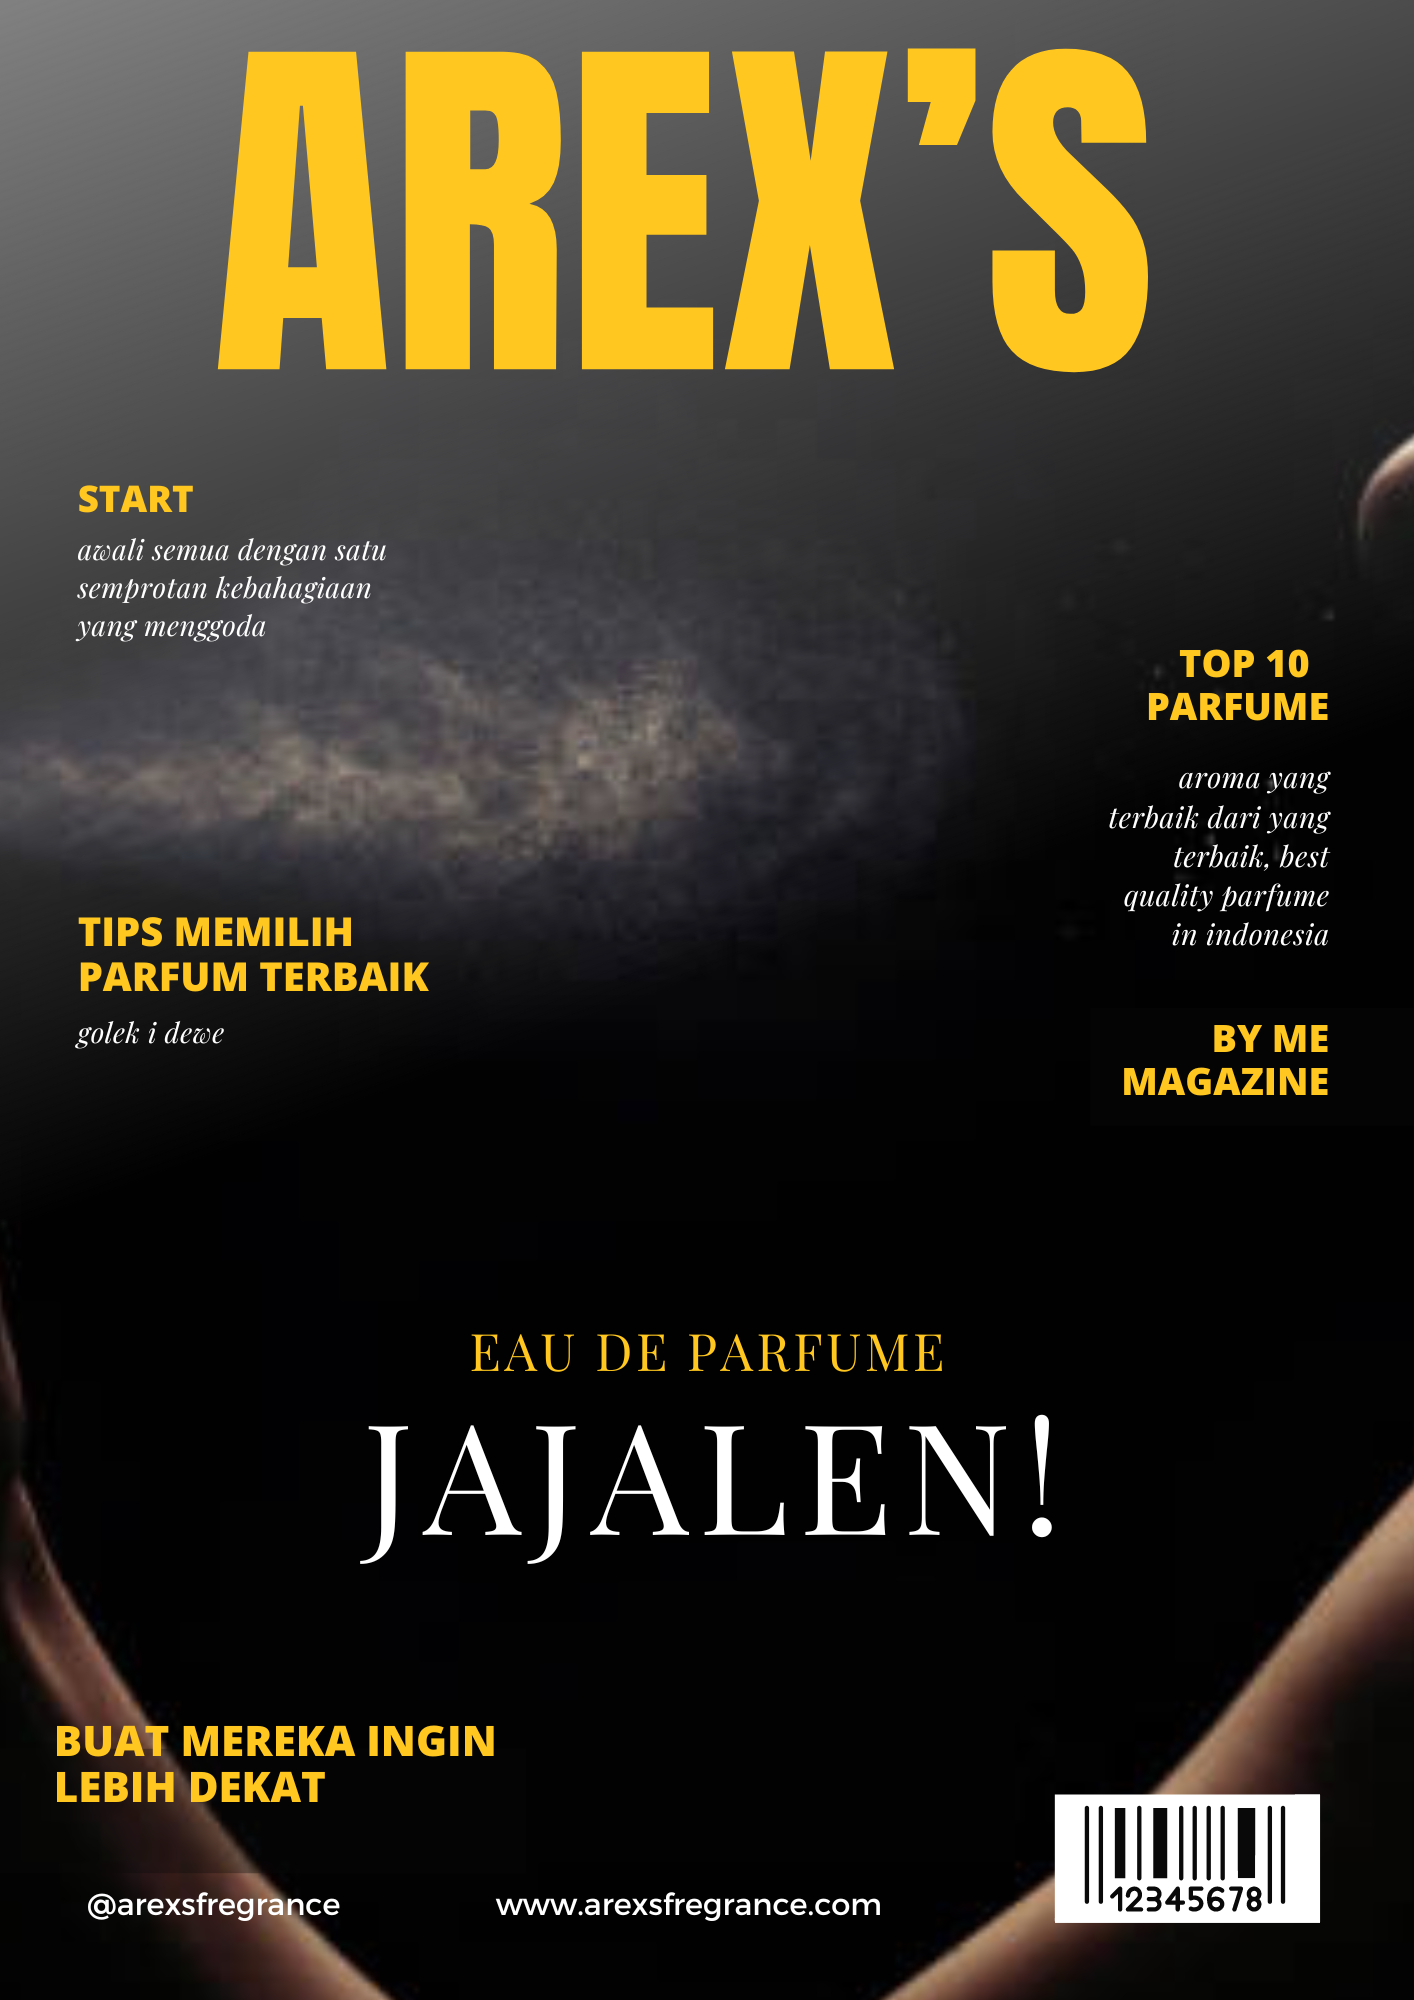 AREX’S
START
awali semua dengan satu
semprotan kebahagiaan
yang menggoda
TOP 10
PARFUME
aroma yang
terbaik dari yang
terbaik, best
quality parfume
in indonesia
TIPS MEMILIH
PARFUM TERBAIK
golek i dewe
BY ME
MAGAZINE
EAU DE PARFUME
JAJALEN!
BUAT MEREKA INGIN
LEBIH DEKAT
@arexsfregrance
www.arexsfregrance.com
12345678